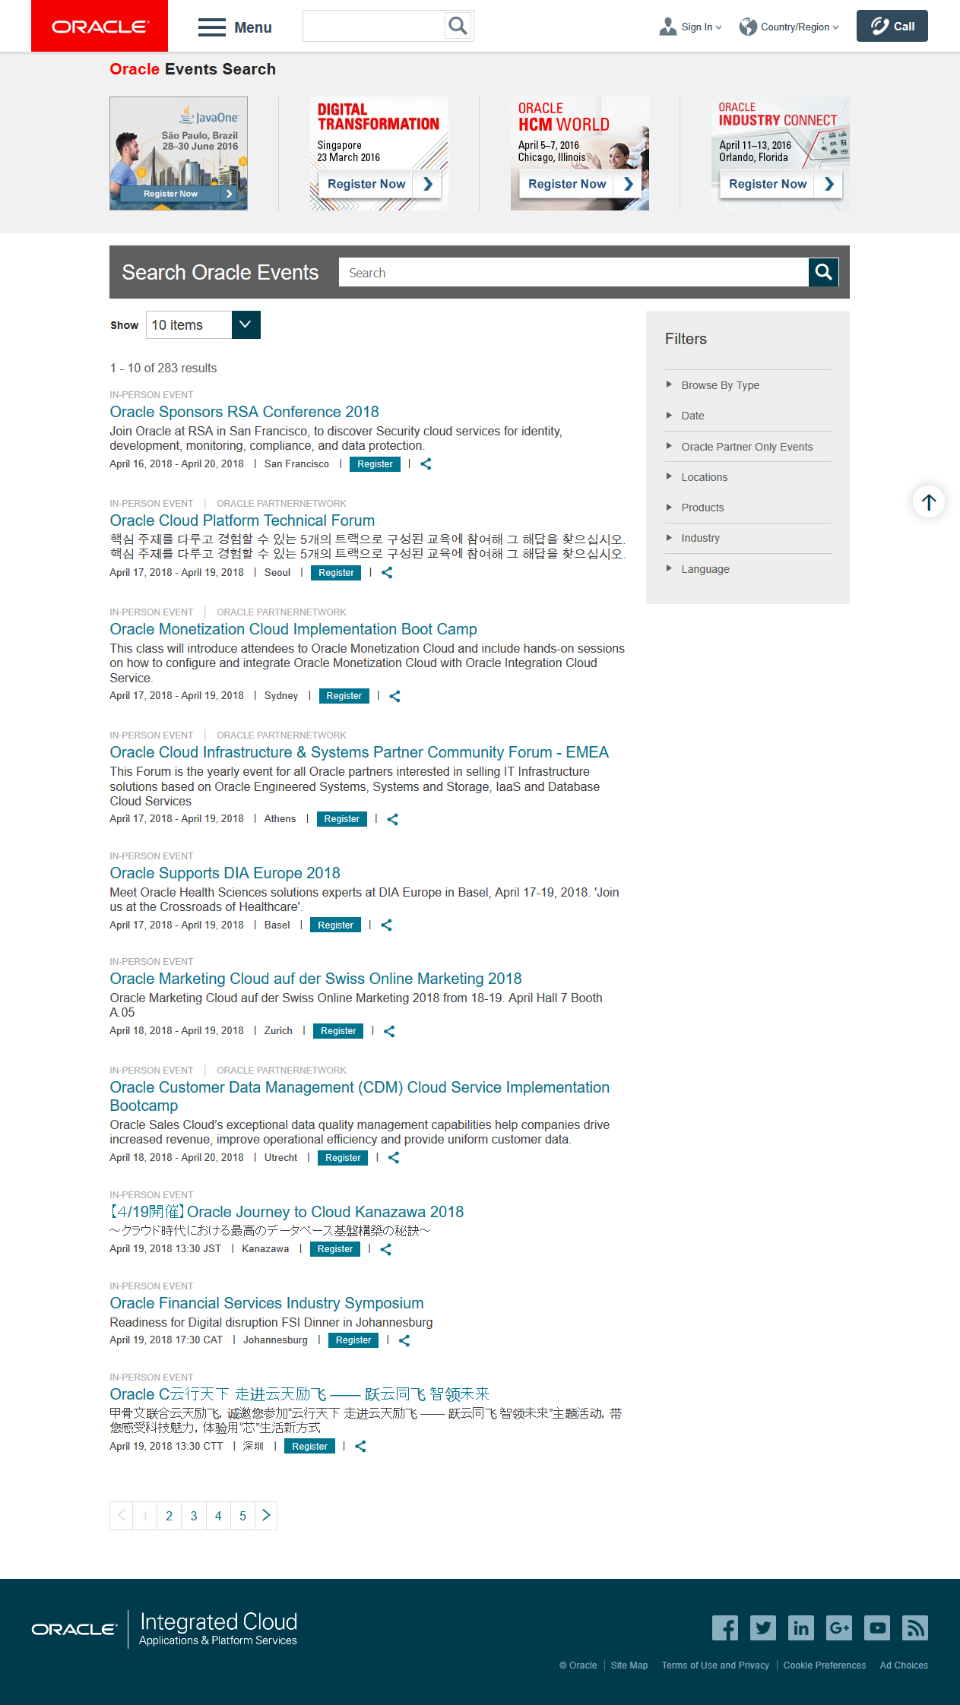 ORACLE
Menu
Sign In
Country/Region
Call
Oracle Events Search
JavaOne
São Paulo, Brazil
28–30 June 2016
Register Now
DIGITAL
TRANSFORMATION
Singapore
23 March 2016
Register Now
ORACLE
HCM WORLD
April 5–7, 2016
Chicago, Illinois
Register Now
ORACLE
INDUSTRY CONNECT
April 11–13, 2016
Orlando, Florida
Register Now
Search Oracle Events
Search
Show
10 items
1 - 10 of 283 results
IN-PERSON EVENT
Oracle Sponsors RSA Conference 2018
Join Oracle at RSA in San Francisco, to discover Security cloud services for identity,
development, monitoring, compliance, and data protection.
April 16, 2018 - April 20, 2018 | San Francisco | Register |
IN-PERSON EVENT | ORACLE PARTNERNETWORK
Oracle Cloud Platform Technical Forum
핵심 주제를 다루고 경험할 수 있는 5개의 트랙으로 구성된 교육에 참여해 그 해답을 찾으십시오.
핵심 주제를 다루고 경험할 수 있는 5개의 트랙으로 구성된 교육에 참여해 그 해답을 찾으십시오.
April 17, 2018 - April 19, 2018 | Seoul | Register |
IN-PERSON EVENT | ORACLE PARTNERNETWORK
Oracle Monetization Cloud Implementation Boot Camp
This class will introduce attendees to Oracle Monetization Cloud and include hands-on sessions
on how to configure and integrate Oracle Monetization Cloud with Oracle Integration Cloud
Service.
April 17, 2018 - April 19, 2018 | Sydney | Register |
IN-PERSON EVENT | ORACLE PARTNERNETWORK
Oracle Cloud Infrastructure & Systems Partner Community Forum - EMEA
This Forum is the yearly event for all Oracle partners interested in selling IT Infrastructure
solutions based on Oracle Engineered Systems, Systems and Storage, IaaS and Database
Cloud Services
April 17, 2018 - April 19, 2018 | Athens | Register |
IN-PERSON EVENT
Oracle Supports DIA Europe 2018
Meet Oracle Health Sciences solutions experts at DIA Europe in Basel, April 17-19, 2018. 'Join
us at the Crossroads of Healthcare'.
April 17, 2018 - April 19, 2018 | Basel | Register |
IN-PERSON EVENT
Oracle Marketing Cloud auf der Swiss Online Marketing 2018
Oracle Marketing Cloud auf der Swiss Online Marketing 2018 from 18-19. April Hall 7 Booth
A.05
April 18, 2018 - April 19, 2018 | Zurich | Register |
IN-PERSON EVENT | ORACLE PARTNERNETWORK
Oracle Customer Data Management (CDM) Cloud Service Implementation
Bootcamp
Oracle Sales Cloud's exceptional data quality management capabilities help companies drive
increased revenue, improve operational efficiency and provide uniform customer data.
April 18, 2018 - April 20, 2018 | Utrecht | Register |
IN-PERSON EVENT
【4/19開催】Oracle Journey to Cloud Kanazawa 2018
～クラウド時代における最高のデータベース基盤構築の秘訣～
April 19, 2018 13:30 JST | Kanazawa | Register |
IN-PERSON EVENT
Oracle Financial Services Industry Symposium
Readiness for Digital disruption FSI Dinner in Johannesburg
April 19, 2018 17:30 CAT | Johannesburg | Register |
IN-PERSON EVENT
Oracle C云行天下 走进云天励飞 —— 跃云同飞 智领未来
甲骨文联合云天励飞，诚邀您参加“云行天下 走进云天励飞 —— 跃云同飞 智领未来”主题活动，带
您感受科技魅力，体验用“芯”生活新方式
April 19, 2018 13:30 CTT | 深圳 | Register |
Filters
Browse By Type
Date
Oracle Partner Only Events
Locations
Products
Industry
Language
1 2 3 4 5
ORACLE | Integrated Cloud
Applications & Platform Services
© Oracle | Site Map Terms of Use and Privacy | Cookie Preferences Ad Choices